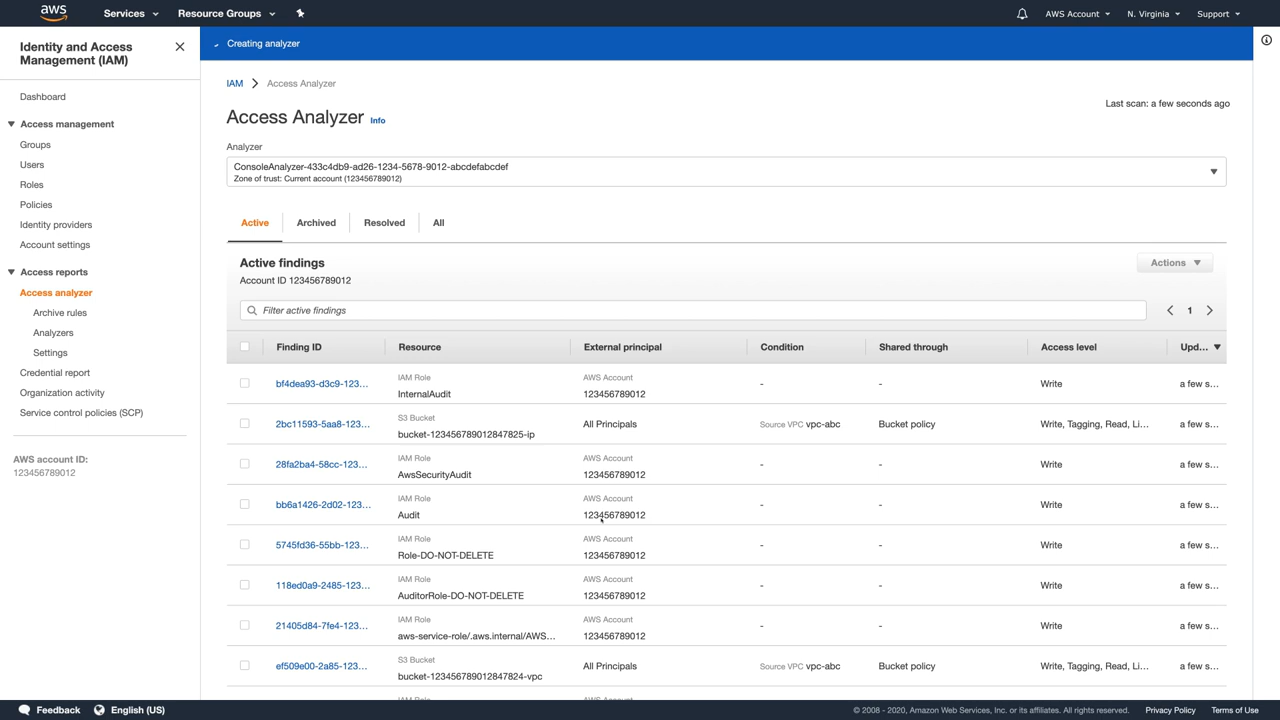 aws
Services
Resource Groups
AWS Account
N. Virginia
Support
Identity and Access
Management (IAM)
Dashboard
Access management
Groups
Users
Roles
Policies
Identity providers
Account settings
Access reports
Access analyzer
Archive rules
Analyzers
Settings
Credential report
Organization activity
Service control policies (SCP)
AWS account ID:
123456789012
Creating analyzer
IAM > Access Analyzer
Last scan: a few seconds ago
Access Analyzer Info
Analyzer
ConsoleAnalyzer-433c4db9-ad26-1234-5678-9012-abcdefabcdef
Zone of trust: Current account (123456789012)
Active Archived Resolved All
Active findings
Account ID 123456789012
Actions
Filter active findings
1
Finding ID Resource External principal Condition Shared through Access level Upd...
IAM Role AWS Account
bf4dea93-d3c9-123... InternalAudit 123456789012 - - Write a few s...
S3 Bucket
2bc11593-5aa8-123... bucket-123456789012847825-ip All Principals Source VPC vpc-abc Bucket policy Write, Tagging, Read, Li... a few s...
IAM Role AWS Account
28fa2ba4-58cc-123... AwsSecurityAudit 123456789012 - - Write a few s...
IAM Role AWS Account
bb6a1426-2d02-123... Audit 123456789012 - - Write a few s...
IAM Role AWS Account
5745fd36-55bb-123... Role-DO-NOT-DELETE 123456789012 - - Write a few s...
IAM Role AWS Account
118ed0a9-2485-123... AuditorRole-DO-NOT-DELETE 123456789012 - - Write a few s...
IAM Role AWS Account
21405d84-7fe4-123... aws-service-role/.aws.internal/AWS... 123456789012 - - Write a few s...
S3 Bucket
ef509e00-2a85-123... bucket-123456789012847824-vpc All Principals Source VPC vpc-abc Bucket policy Write, Tagging, Read, Li... a few s...
IAM Role AWS Account
Feedback English (US)
© 2008 - 2020, Amazon Web Services, Inc. or its affiliates. All rights reserved. Privacy Policy Terms of Use